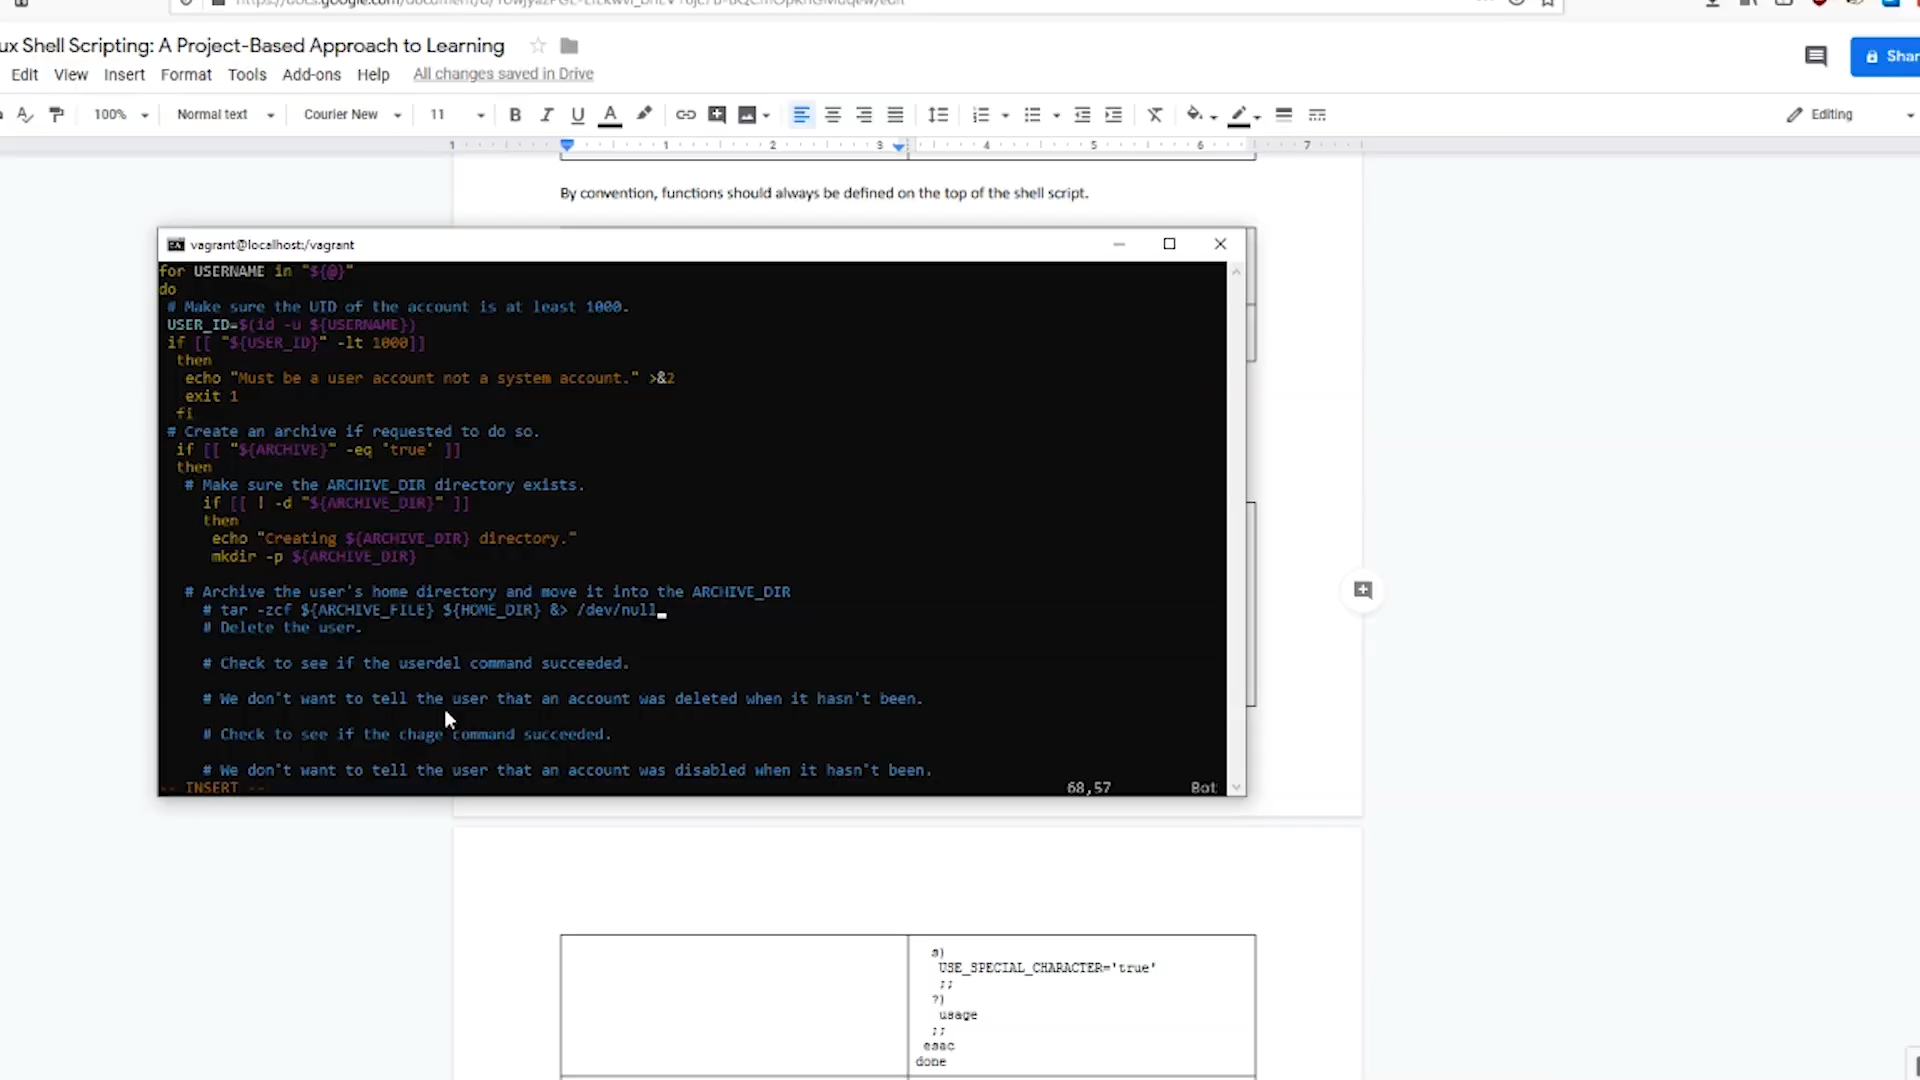 ux Shell Scripting: A Project-Based Approach to Learning
Edit View Insert Format Tools Add-ons Help All changes saved in Drive
Shar
100% Normal text Courier New 11 B I U A Editing
1 1 2 3 4 5 6 7
By convention, functions should always be defined on the top of the shell script.
vagrant@localhost:/vagrant
for USERNAME in "${@}"
do
# Make sure the UID of the account is at least 1000.
USER_ID=$(id -u ${USERNAME})
if [[ "${USER_ID}" -lt 1000]]
then
echo "Must be a user account not a system account." >&2
exit 1
fi
# Create an archive if requested to do so.
if [[ "${ARCHIVE}" -eq 'true' ]]
then
# Make sure the ARCHIVE_DIR directory exists.
if [[ ! -d "${ARCHIVE_DIR}" ]]
then
echo "Creating ${ARCHIVE_DIR} directory."
mkdir -p ${ARCHIVE_DIR}
# Archive the user's home directory and move it into the ARCHIVE_DIR
# tar -zcf ${ARCHIVE_FILE} ${HOME_DIR} &> /dev/null
# Delete the user.
# Check to see if the userdel command succeeded.
# We don't want to tell the user that an account was deleted when it hasn't been.
# Check to see if the chage command succeeded.
# We don't want to tell the user that an account was disabled when it hasn't been.
-- INSERT -- 68,57 Bot
s)
USE_SPECIAL_CHARACTER='true'
;;
?)
usage
;;
esac
done